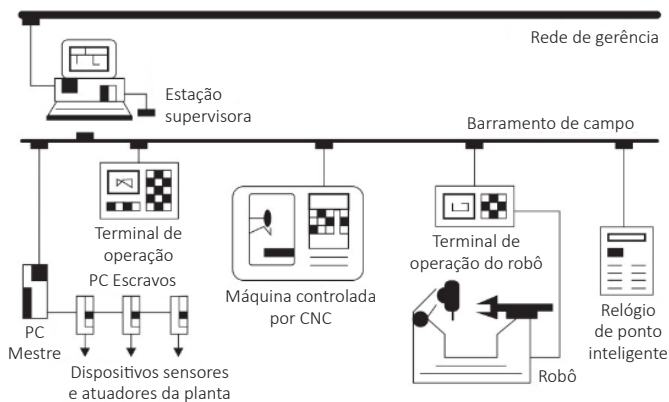 Rede de gerência
Estação
supervisora
Barramento de campo
Terminal de
operação
PC Escravos
Máquina controlada
por CNC
Terminal de
operação do robô
Relógio
de ponto
inteligente
PC
Mestre
Dispositivos sensores
e atuadores da planta
Robô